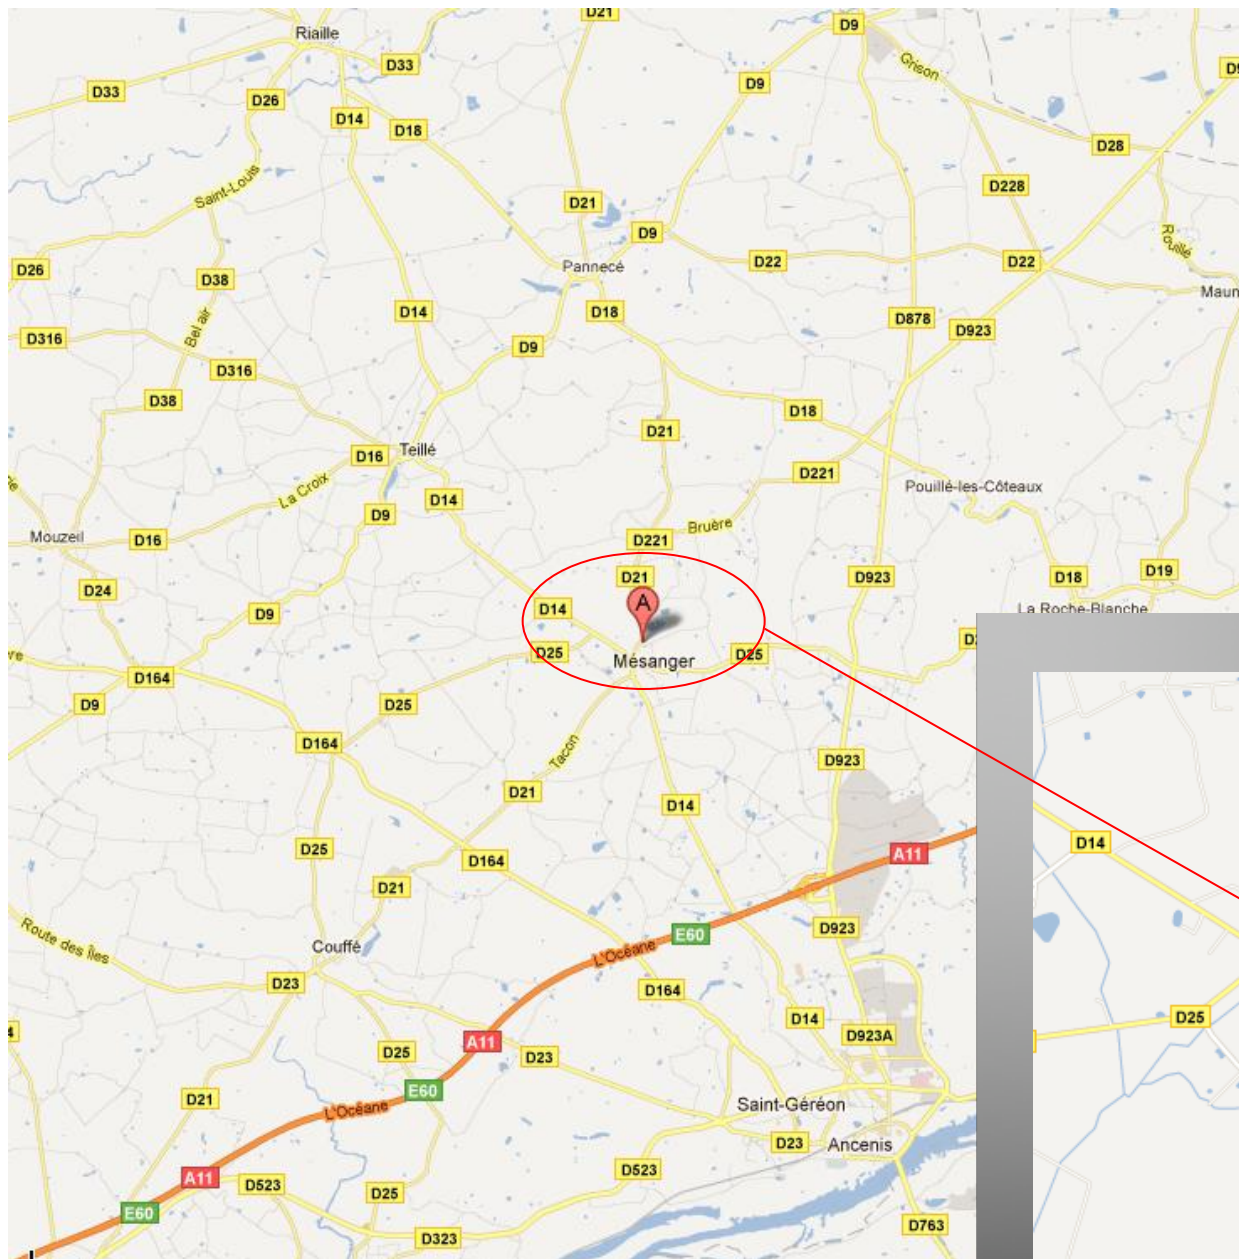 D21
D9
Riaille
D33
Grison
D33
D26
D9
D14
D18
D28
D228
Saint-Louis
D21
D9
Rouillé
D26
Pannecé
D22
D22
D38
D14
D18
D878
D923
D316
Bel air
D9
D316
D38
D18
D21
Teillé
D16
D221
La Croix
D14
Pouillé-les-Côteaux
D9
Mouzeil
D16
Bruère
D221
D21
D923
D18
D19
D24
D9
D14
A
La Roche-Blanche
D25
Mésanger
D25
D164
D9
D25
D164
Tacon
D923
D21
D14
D25
D164
A11
D14
D21
Route des îles
Couffé
E60
D923
L'Océane
D23
D164
D14
D25
A11
D25
D23
D923A
E60
D21
L'Océane
Saint-Géréon
D23
Ancenis
A11
D523
D523
D25
E60
D323
D763